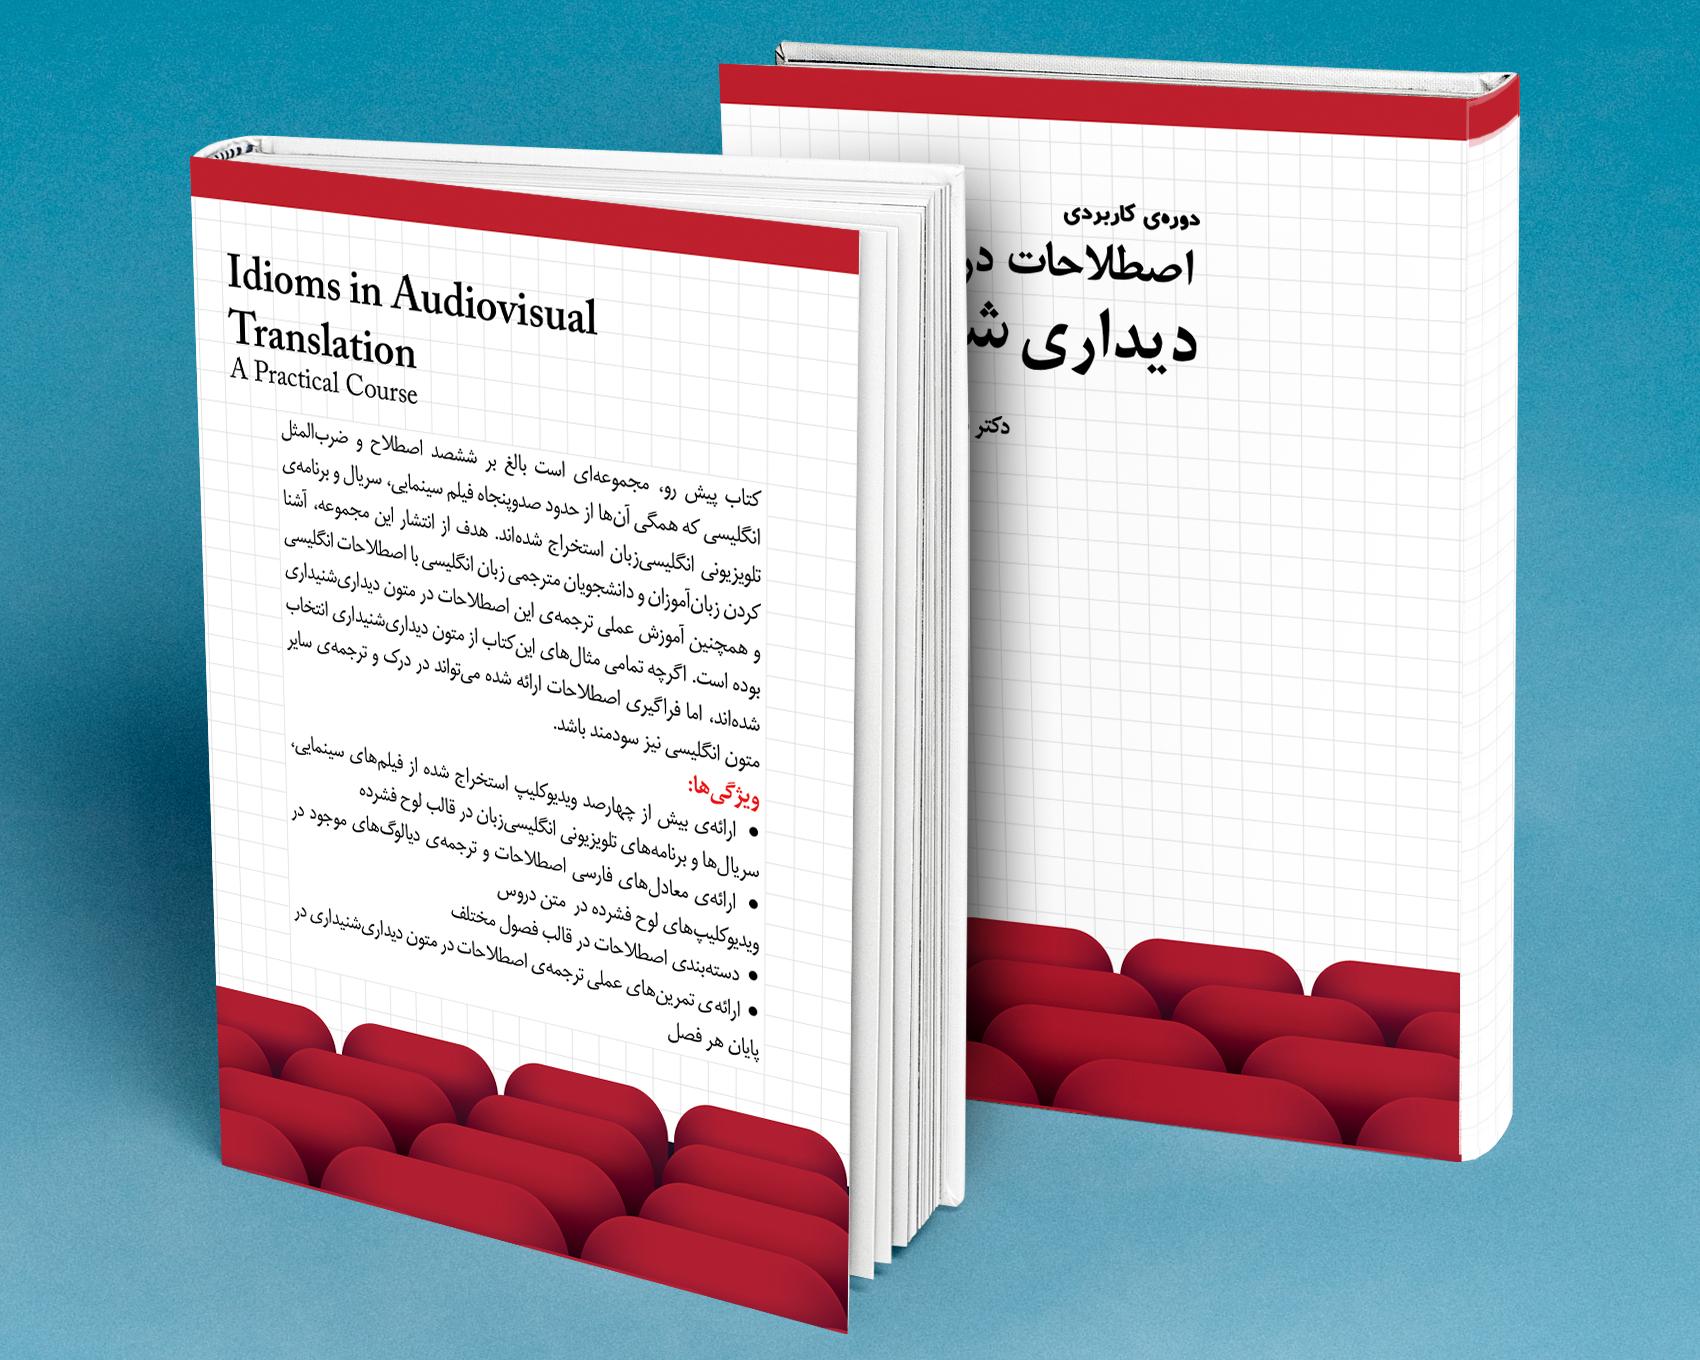 Idioms in Audiovisual
Translation
A Practical Course
کتاب پیش رو، مجموعه‌ای است بالغ بر ششصد اصطلاح و ضرب‌المثل
انگلیسی که همگی آن‌ها از حدود صدوپنجاه فیلم سینمایی، سریال و برنامه‌ی
تلویزیونی انگلیسی‌زبان استخراج شده‌اند. هدف از انتشار این مجموعه، آشنا
کردن زبان‌آموزان و دانشجویان مترجمی زبان انگلیسی با اصطلاحات انگلیسی
و همچنین آموزش عملی ترجمه‌ی این اصطلاحات در متون دیداری‌شنیداری
بوده است. اگرچه تمامی مثال‌های این‌کتاب از متون دیداری‌شنیداری انتخاب
شده‌اند، اما فراگیری اصطلاحات ارائه شده می‌تواند در درک و ترجمه‌ی سایر
متون انگلیسی نیز سودمند باشد.
ویژگی‌ها:
• ارائه‌ی بیش از چهارصد ویدیوکلیپ استخراج شده از فیلم‌های سینمایی،
سریال‌ها و برنامه‌های تلویزیونی انگلیسی‌زبان در قالب لوح فشرده
• ارائه‌ی معادل‌های فارسی اصطلاحات و ترجمه‌ی دیالوگ‌های موجود در
ویدیوکلیپ‌های لوح فشرده در متن دروس
• دسته‌بندی اصطلاحات در قالب فصول مختلف
• ارائه‌ی تمرین‌های عملی ترجمه‌ی اصطلاحات در متون دیداری‌شنیداری در
پایان هر فصل
دوره‌ی کاربردی
اصطلاحات در
دیداری ش
دکتر